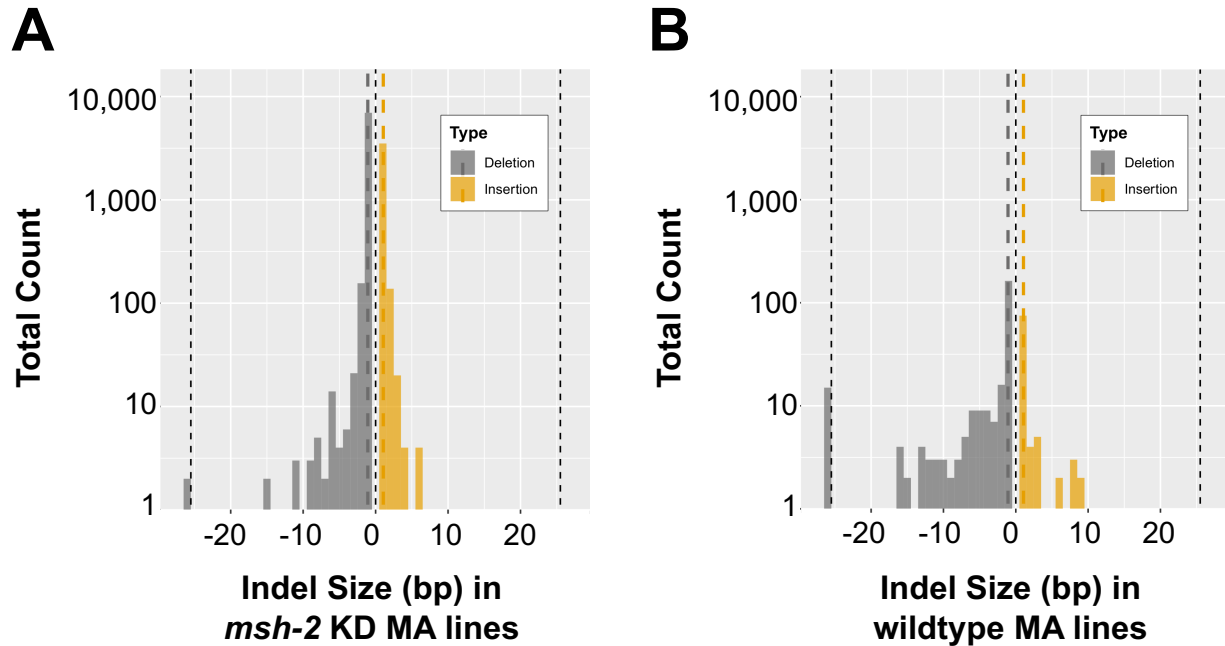 A
Total Count
10,000
1,000
100
10
1
Type
Deletion
Insertion
-20
-10
0
10
20
Indel Size (bp) in
msh-2 KD MA lines
B
Total Count
10,000
1,000
100
10
1
Type
Deletion
Insertion
-20
-10
0
10
20
Indel Size (bp) in
wildtype MA lines